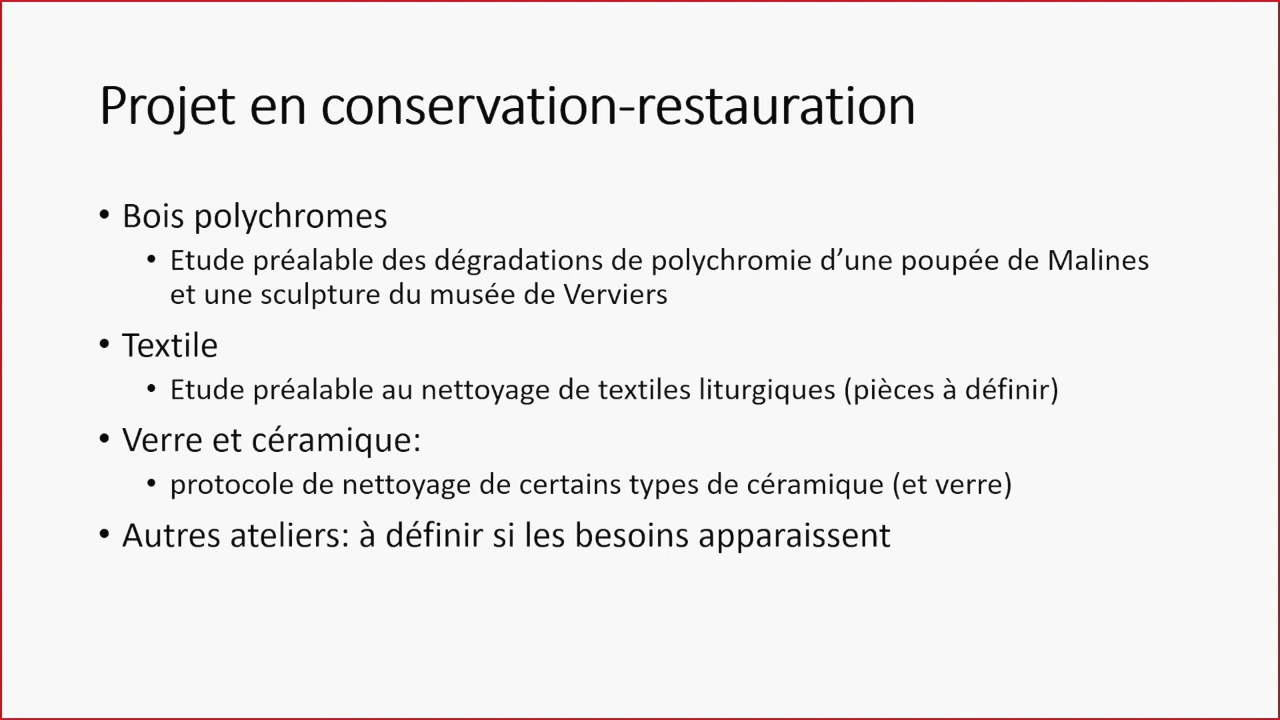 Projet en conservation-restauration
• Bois polychromes
• Etude préalable des dégradations de polychromie d’une poupée de Malines
et une sculpture du musée de Verviers
• Textile
• Etude préalable au nettoyage de textiles liturgiques (pièces à définir)
• Verre et céramique:
• protocole de nettoyage de certains types de céramique (et verre)
• Autres ateliers: à définir si les besoins apparaissent